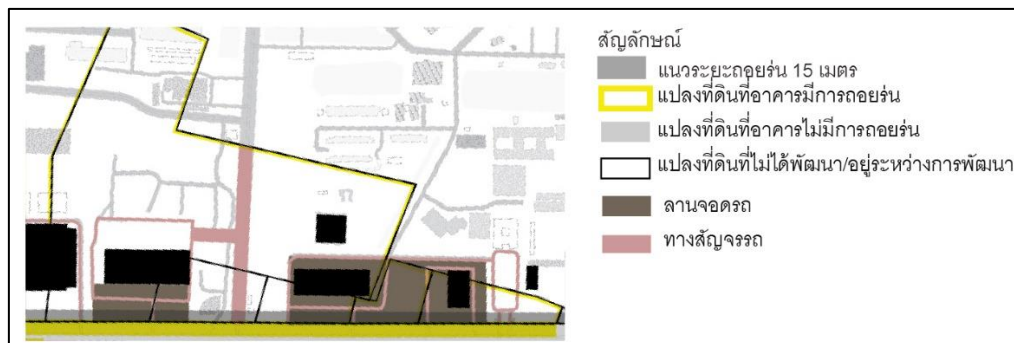 สัญลักษณ์
แนวระยะถอยร่น 15 เมตร
แปลงที่ดินที่อาคารมีการถอยร่น
แปลงที่ดินที่อาคารไม่มีการถอยร่น
แปลงที่ดินที่ไม่ได้พัฒนา/อยู่ระหว่างการพัฒนา
ลานจอดรถ
ทางสัญจรรถ